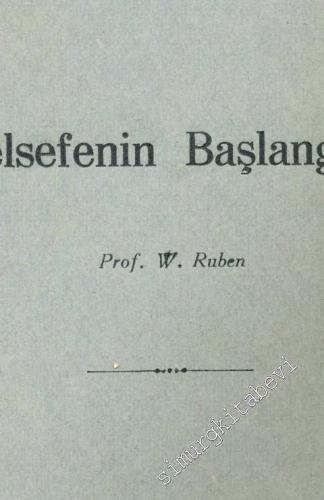 elsefenin Başlang
Prof. W. Ruben
simurgkitabevi